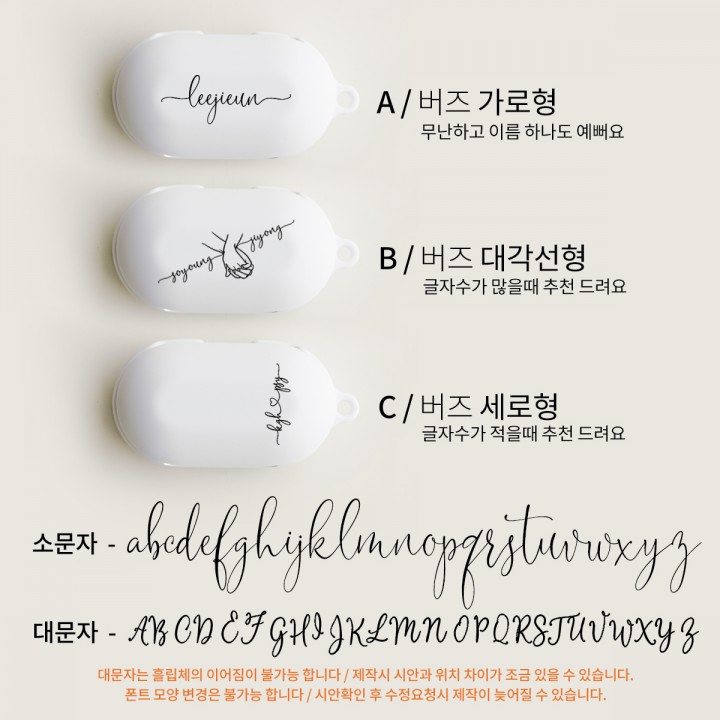 leejieun
A / 버즈 가로형
무난하고 이름 하나도 예뻐요
soyoung jiyong
B / 버즈 대각선형
글자수가 많을때 추천 드려요
kgh psy
C / 버즈 세로형
글자수가 적을때 추천 드려요
소문자 - abcdefghijklmnopqrstuvwxyz
대문자 - ABCDEFGHIJKLMNOPQRSTUVWXYZ
대문자는 흘림체의 이어짐이 불가능 합니다 / 제작시 시안과 위치 차이가 조금 있을 수 있습니다.
폰트 모양 변경은 불가능 합니다 / 시안확인 후 수정요청시 제작이 늦어질 수 있습니다.